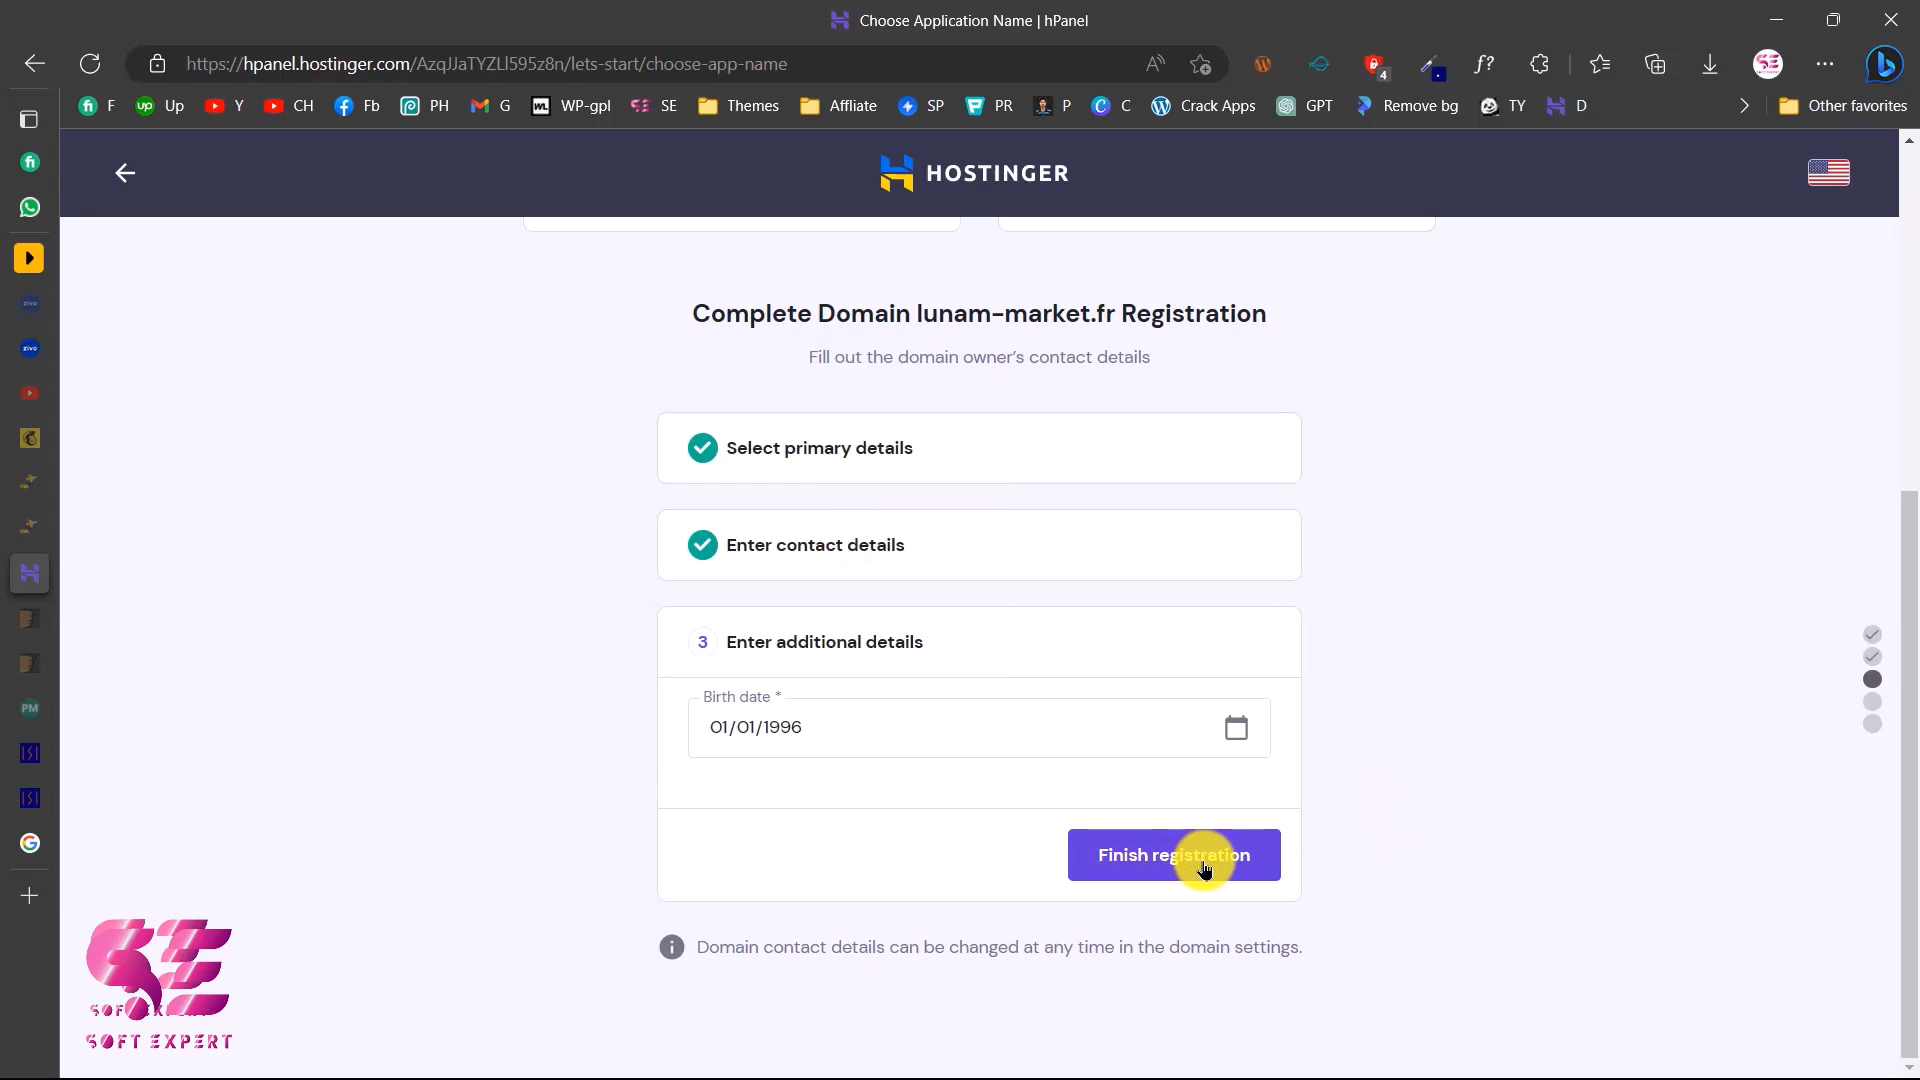 Choose Application Name | hPanel
https://hpanel.hostinger.com/AzqJJaTYZLl595z8n/lets-start/choose-app-name
4
f?
F Up Y CH Fb PH G WP-gpl SE Themes Affliate SP PR P C Crack Apps GPT Remove bg TY D Other favorites
HOSTINGER
Complete Domain lunam-market.fr Registration
Fill out the domain owner's contact details
Select primary details
Enter contact details
3 Enter additional details
Birth date *
01/01/1996
Finish registration
Domain contact details can be changed at any time in the domain settings.
SOFT EXPERT